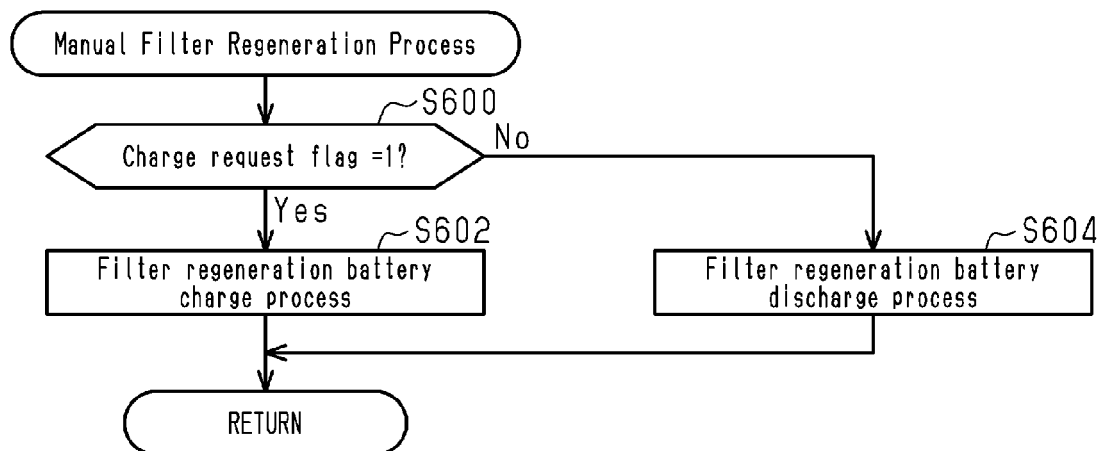 Manual Filter Regeneration Process
S600
Charge request flag =1?
No
Yes
S602
Filter regeneration battery
charge process
S604
Filter regeneration battery
discharge process
RETURN